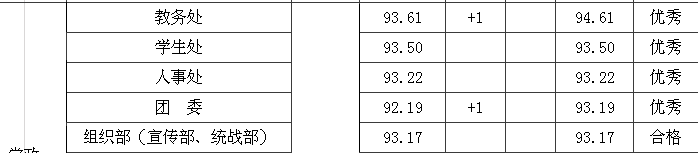 教务处 93.61 +1 94.61 优秀
学生处 93.50 93.50 优秀
人事处 93.22 93.22 优秀
团 委 92.19 +1 93.19 优秀
组织部（宣传部、统战部） 93.17 93.17 合格
党政